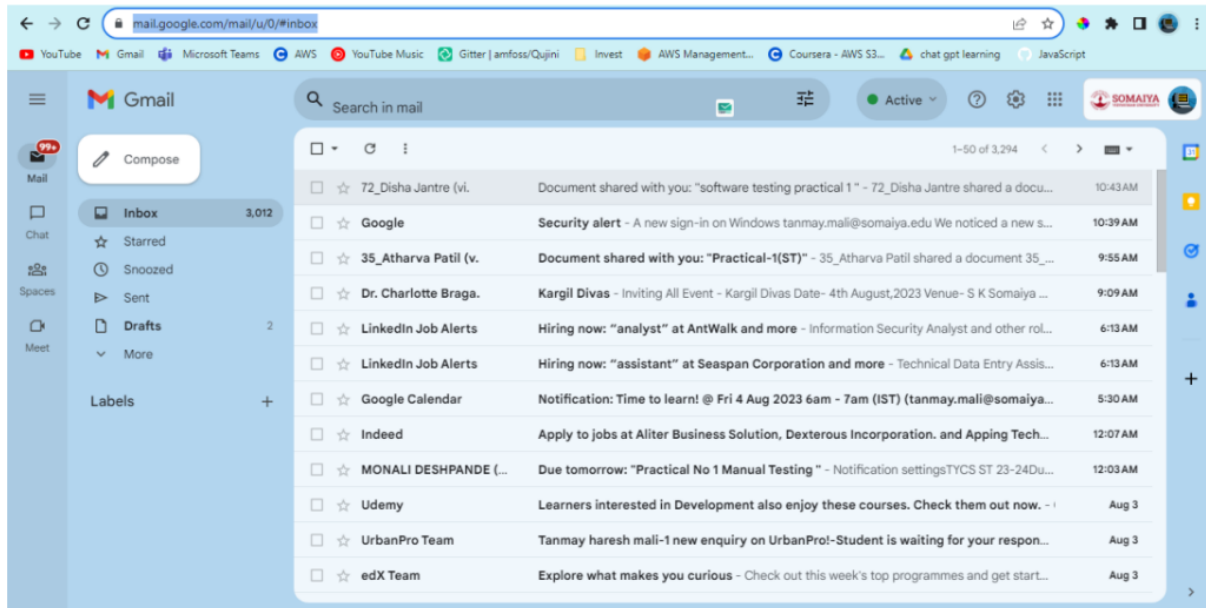 mail.google.com/mail/u/0/#inbox
YouTube Gmail Microsoft Teams AWS YouTube Music Gitter | amfoss/Qujini Invest AWS Management... Coursera - AWS S3... chat gpt learning JavaScript
Gmail
Search in mail
Active
SOMAIYA
99+
Mail
Chat
Spaces
Meet
Compose
Inbox 3,012
Starred
Snoozed
Sent
Drafts 2
More
Labels +
1–50 of 3,294
72_Disha Jantre (vi. Document shared with you: "software testing practical 1 " - 72_Disha Jantre shared a docu... 10:43 AM
Google Security alert - A new sign-in on Windows tanmay.mali@somaiya.edu We noticed a new s... 10:39 AM
35_Atharva Patil (v. Document shared with you: "Practical-1(ST)" - 35_Atharva Patil shared a document 35_... 9:55 AM
Dr. Charlotte Braga. Kargil Divas - Inviting All Event - Kargil Divas Date- 4th August,2023 Venue- S K Somaiya ... 9:09 AM
LinkedIn Job Alerts Hiring now: “analyst” at AntWalk and more - Information Security Analyst and other rol... 6:13 AM
LinkedIn Job Alerts Hiring now: “assistant” at Seaspan Corporation and more - Technical Data Entry Assis... 6:13 AM
Google Calendar Notification: Time to learn! @ Fri 4 Aug 2023 6am - 7am (IST) (tanmay.mali@somaiya... 5:30 AM
Indeed Apply to jobs at Aliter Business Solution, Dexterous Incorporation. and Apping Tech... 12:07 AM
MONALI DESHPANDE (... Due tomorrow: "Practical No 1 Manual Testing " - Notification settingsTYCS ST 23-24Du... 12:03 AM
Udemy Learners interested in Development also enjoy these courses. Check them out now. - Aug 3
UrbanPro Team Tanmay haresh mali-1 new enquiry on UrbanPro!-Student is waiting for your respon... Aug 3
edX Team Explore what makes you curious - Check out this week's top programmes and get start... Aug 3